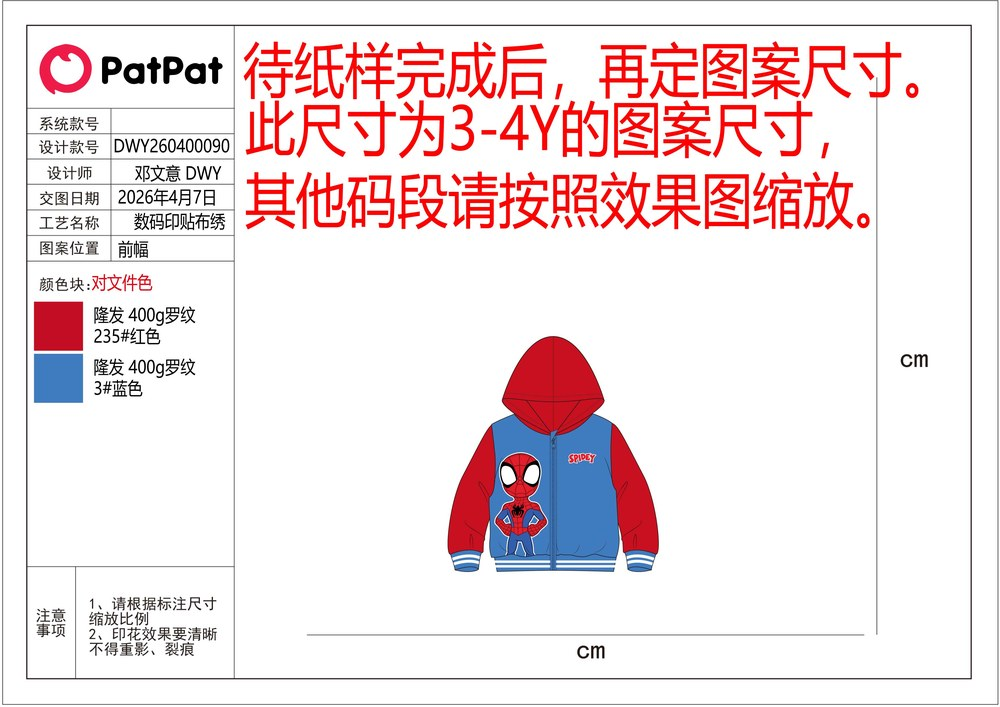 PatPat
待纸样完成后，再定图案尺寸。
此尺寸为3-4Y的图案尺寸，
其他码段请按照效果图缩放。
系统款号
设计款号 DWY260400090
设计师 邓文意 DWY
交图日期 2026年4月7日
工艺名称 数码印贴布绣
图案位置 前幅
颜色块:对文件色
隆发 400g罗纹
235#红色
隆发 400g罗纹
3#蓝色
SPIDEY
cm
cm
注意
事项
1、请根据标注尺寸
缩放比例
2、印花效果要清晰
不得重影、裂痕